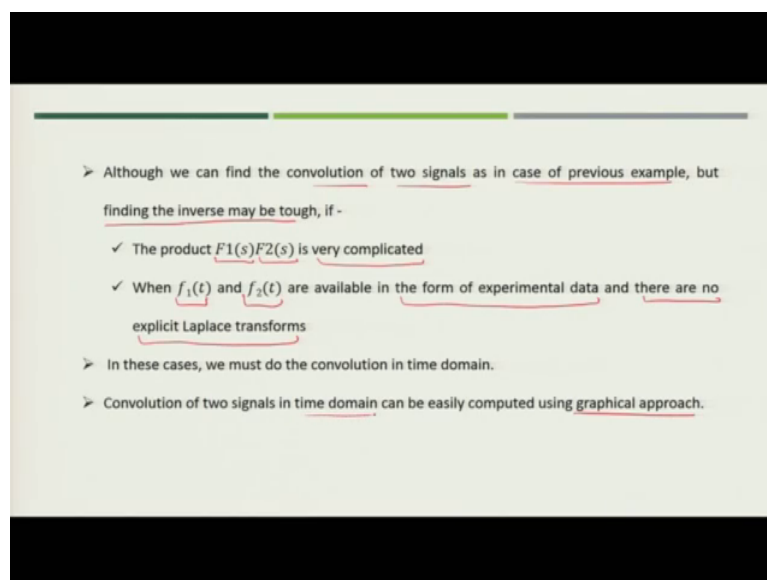 ➤ Although we can find the convolution of two signals as in case of previous example, but
finding the inverse may be tough, if -
✓ The product F1(s)F2(s) is very complicated
✓ When f₁(t) and f₂(t) are available in the form of experimental data and there are no
explicit Laplace transforms
➤ In these cases, we must do the convolution in time domain.
➤ Convolution of two signals in time domain can be easily computed using graphical approach.